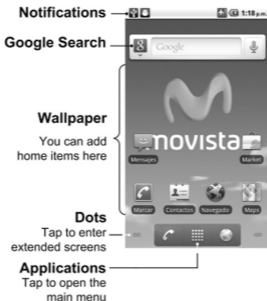 Notifications
1:18 p.m.
Google Search
Google
Wallpaper
You can add
home items here
movista
Mensajes
Market
Marcar
Contactos
Navegado
Maps
Dots
Tap to enter
extended screens
Applications
Tap to open the
main menu